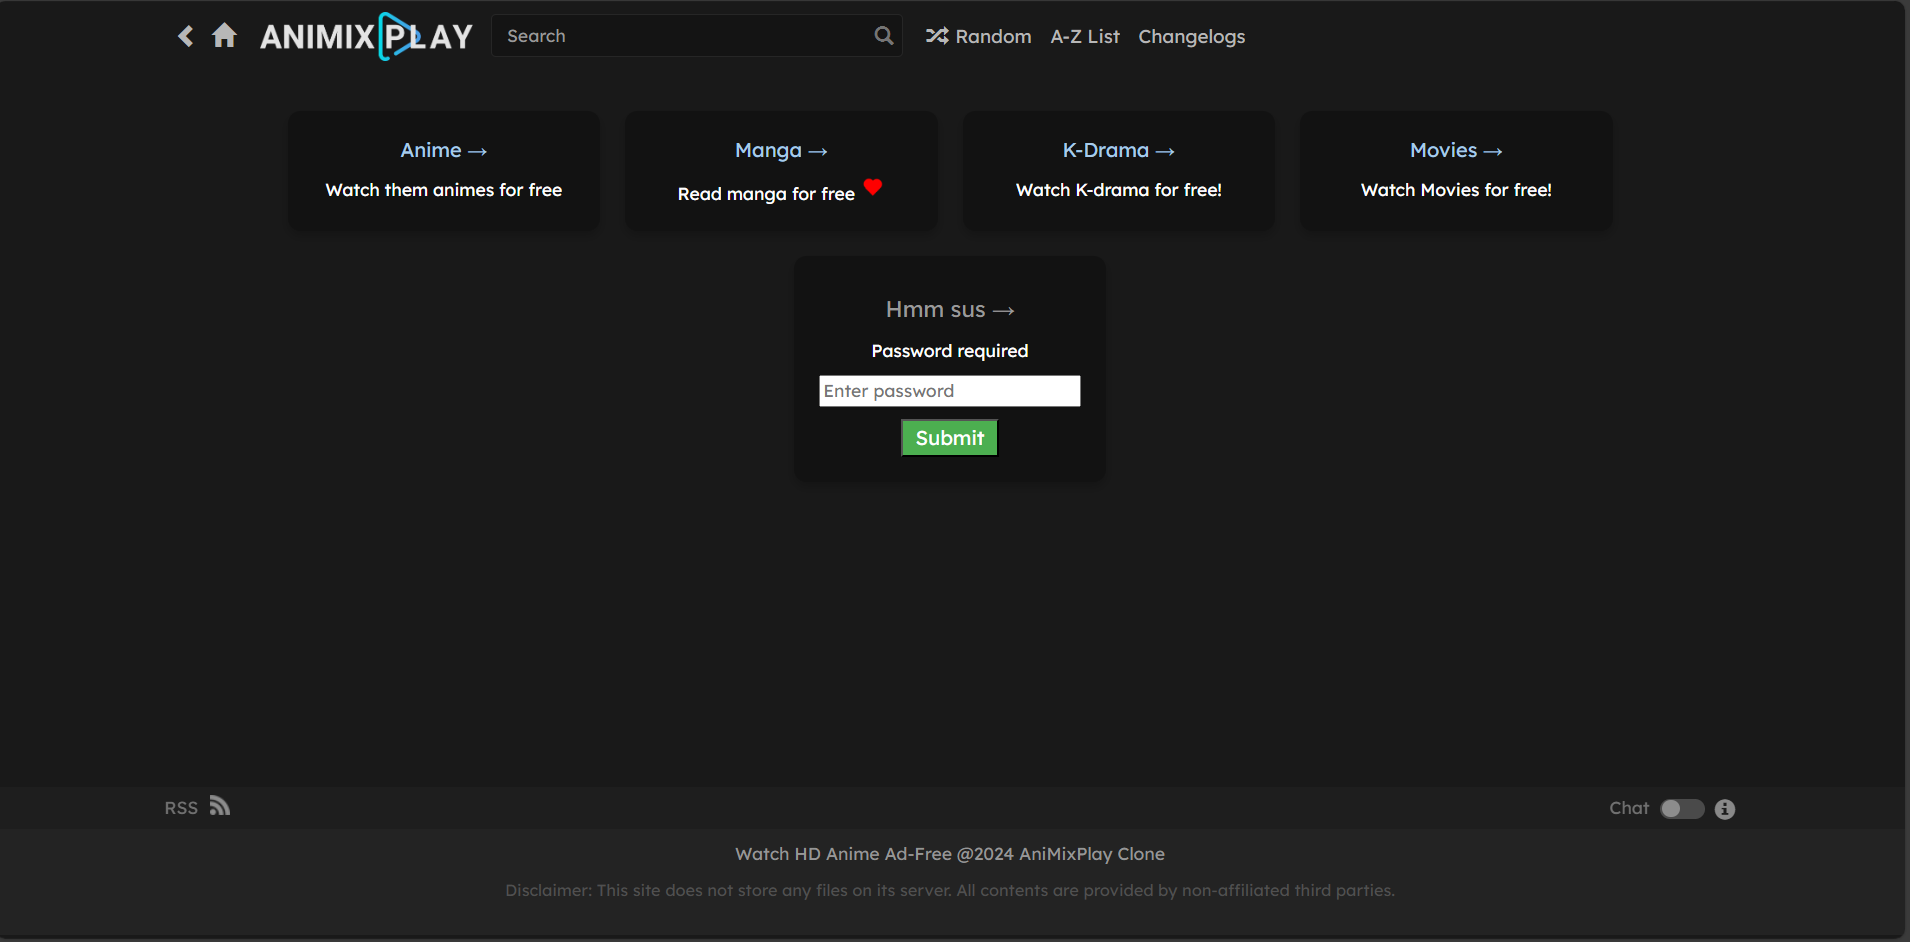 ANIMIXPLAY
Search
Random A-Z List Changelogs
Anime →
Watch them animes for free
Manga →
Read manga for free ❤
K-Drama →
Watch K-drama for free!
Movies →
Watch Movies for free!
Hmm sus →
Password required
Enter password
Submit
RSS
Chat
Watch HD Anime Ad-Free @2024 AniMixPlay Clone
Disclaimer: This site does not store any files on its server. All contents are provided by non-affiliated third parties.